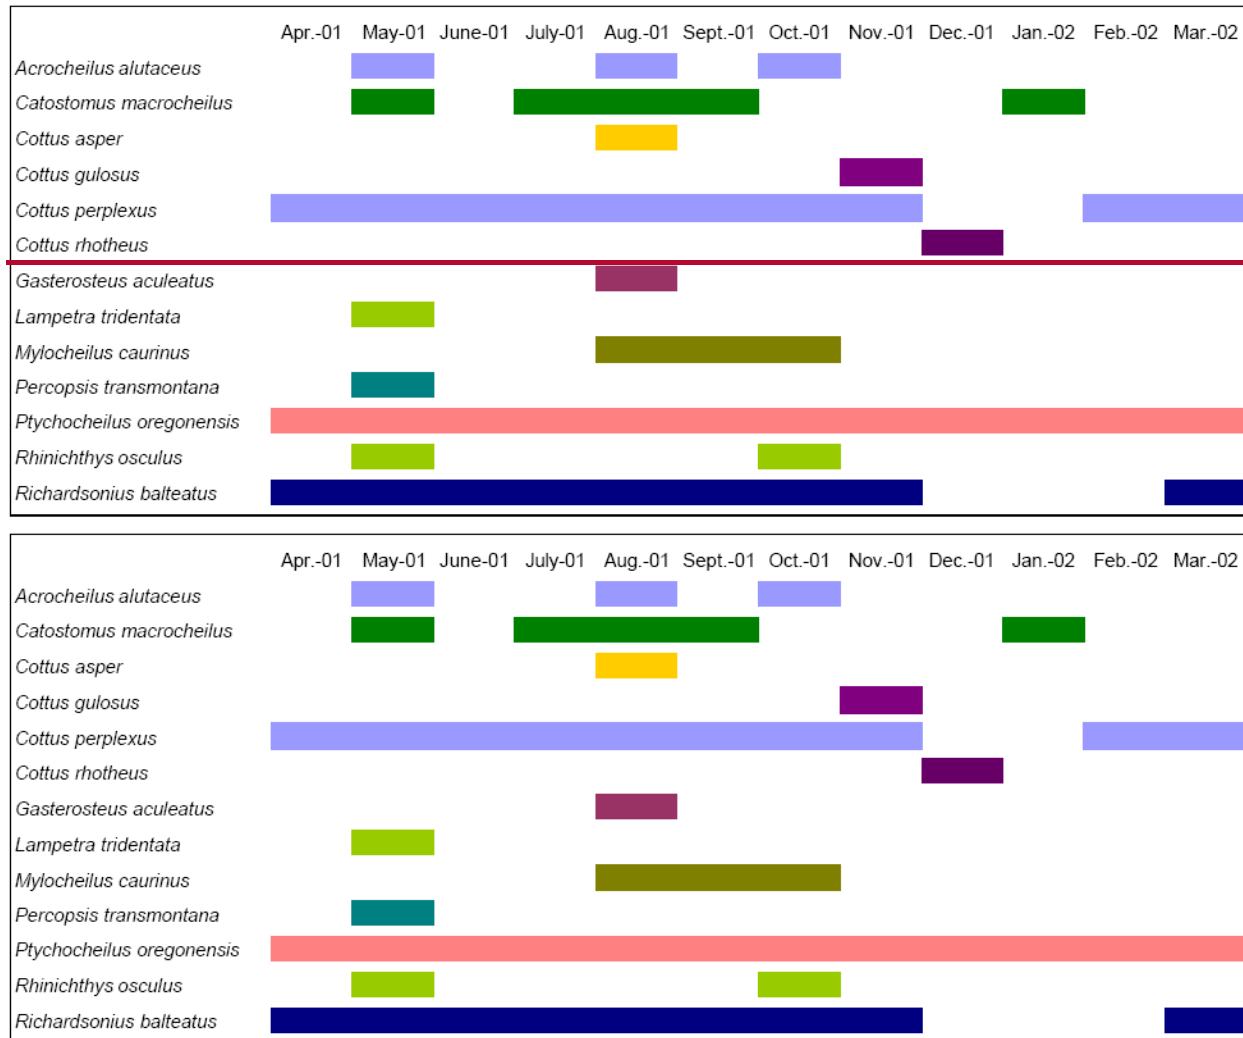 Apr.-01 May-01 June-01 July-01 Aug.-01 Sept.-01 Oct.-01 Nov.-01 Dec.-01 Jan.-02 Feb.-02 Mar.-02
Acrocheilus alutaceus
Catostomus macrocheilus
Cottus asper
Cottus gulosus
Cottus perplexus
Cottus rhotheus
Gasterosteus aculeatus
Lampetra tridentata
Mylocheilus caurinus
Percopsis transmontana
Ptychocheilus oregonensis
Rhinichthys osculus
Richardsonius balteatus
Apr.-01 May-01 June-01 July-01 Aug.-01 Sept.-01 Oct.-01 Nov.-01 Dec.-01 Jan.-02 Feb.-02 Mar.-02
Acrocheilus alutaceus
Catostomus macrocheilus
Cottus asper
Cottus gulosus
Cottus perplexus
Cottus rhotheus
Gasterosteus aculeatus
Lampetra tridentata
Mylocheilus caurinus
Percopsis transmontana
Ptychocheilus oregonensis
Rhinichthys osculus
Richardsonius balteatus